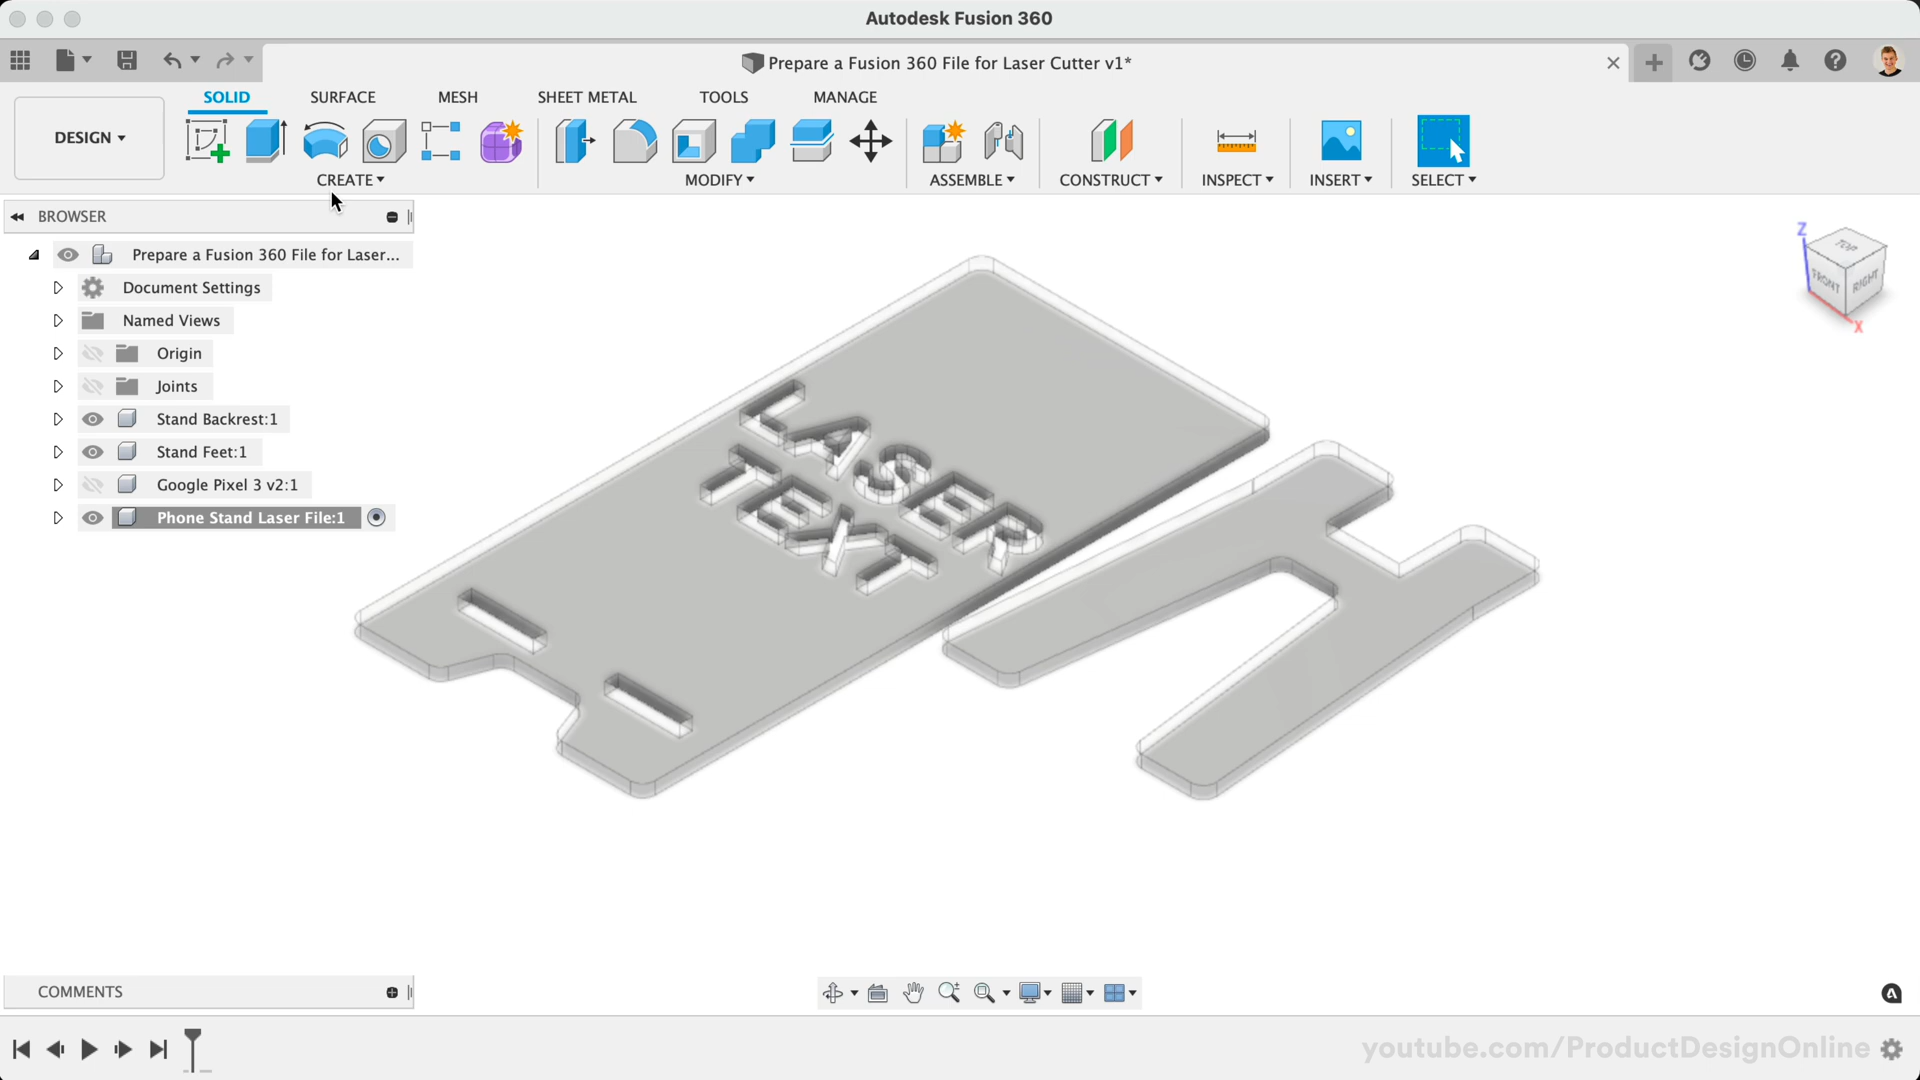 Autodesk Fusion 360
Prepare a Fusion 360 File for Laser Cutter v1*
SOLID
SURFACE
MESH
SHEET METAL
TOOLS
MANAGE
DESIGN
CREATE
MODIFY
ASSEMBLE
CONSTRUCT
INSPECT
INSERT
SELECT
BROWSER
Prepare a Fusion 360 File for Laser...
Document Settings
Named Views
Origin
Joints
Stand Backrest:1
Stand Feet:1
Google Pixel 3 v2:1
Phone Stand Laser File:1
LASER
TEXT
Z
TOP
FRONT
RIGHT
X
COMMENTS
youtube.com/ProductDesignOnline